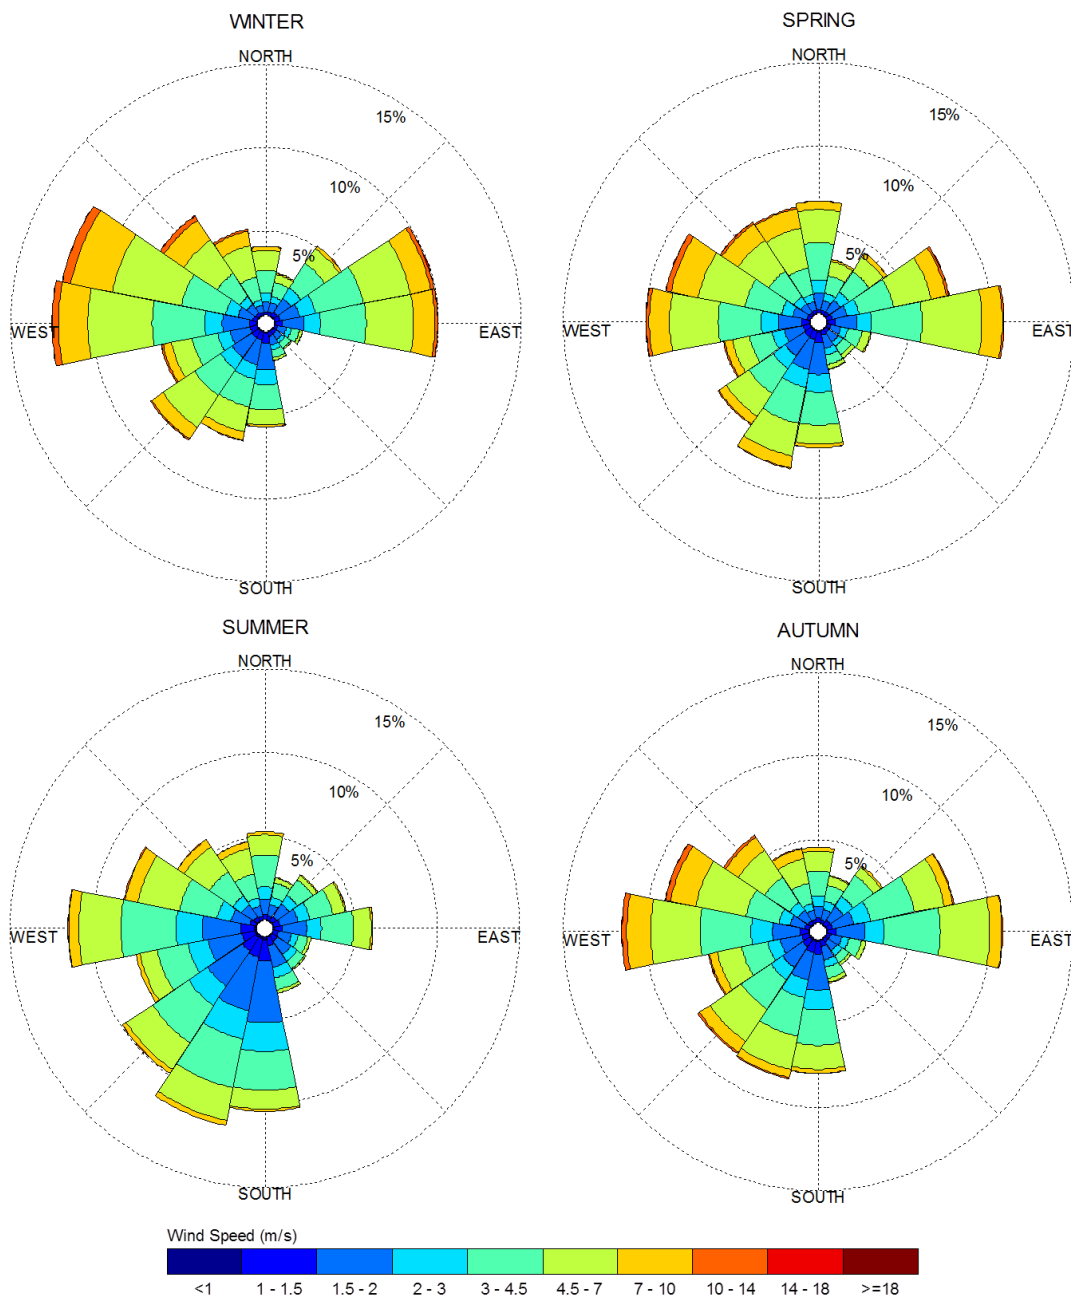 WINTER
NORTH
15%
10%
5%
WEST
EAST
SOUTH
SPRING
NORTH
15%
10%
5%
WEST
EAST
SOUTH
SUMMER
NORTH
15%
10%
5%
WEST
EAST
SOUTH
AUTUMN
NORTH
15%
10%
5%
WEST
EAST
SOUTH
Wind Speed (m/s)
<1 1 - 1.5 1.5 - 2 2 - 3 3 - 4.5 4.5 - 7 7 - 10 10 - 14 14 - 18 >=18